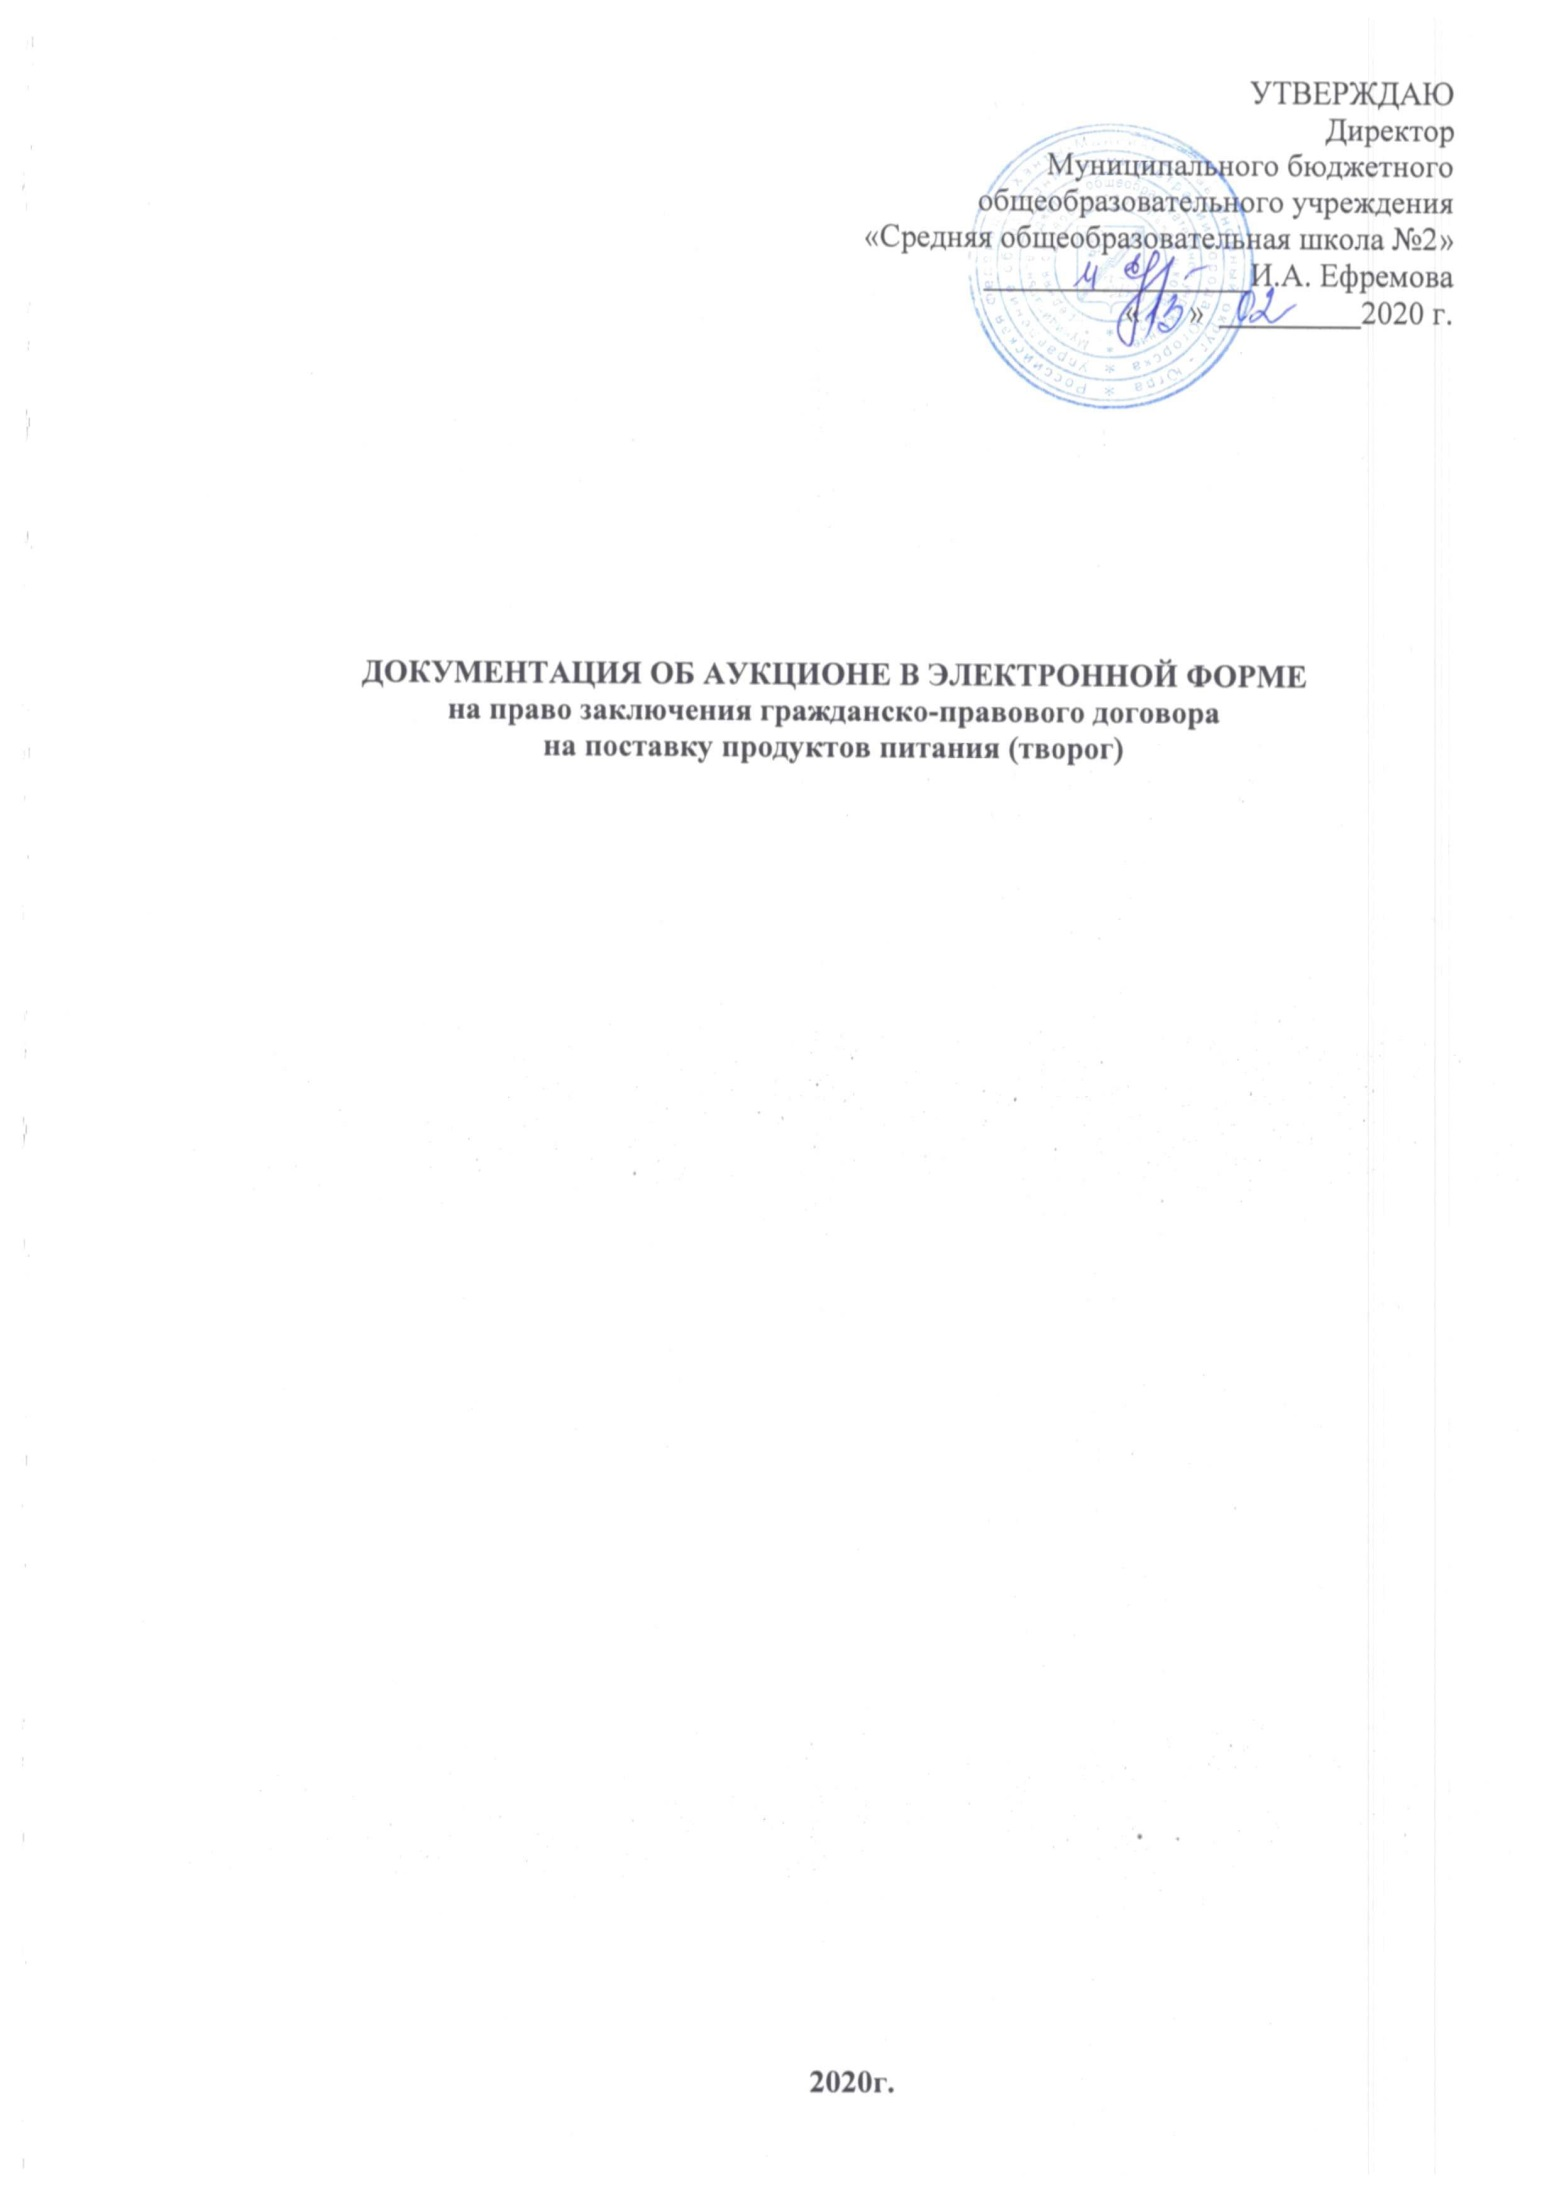 УТВЕРЖДАЮ
Директор
Муниципального бюджетного
общеобразовательного учреждения
«Средняя общеобразовательная школа №2»
____________И.А. Ефремова
«13» 02 2020 г.
ДОКУМЕНТАЦИЯ ОБ АУКЦИОНЕ В ЭЛЕКТРОННОЙ ФОРМЕ
на право заключения гражданско-правового договора
на поставку продуктов питания (творог)
2020г.